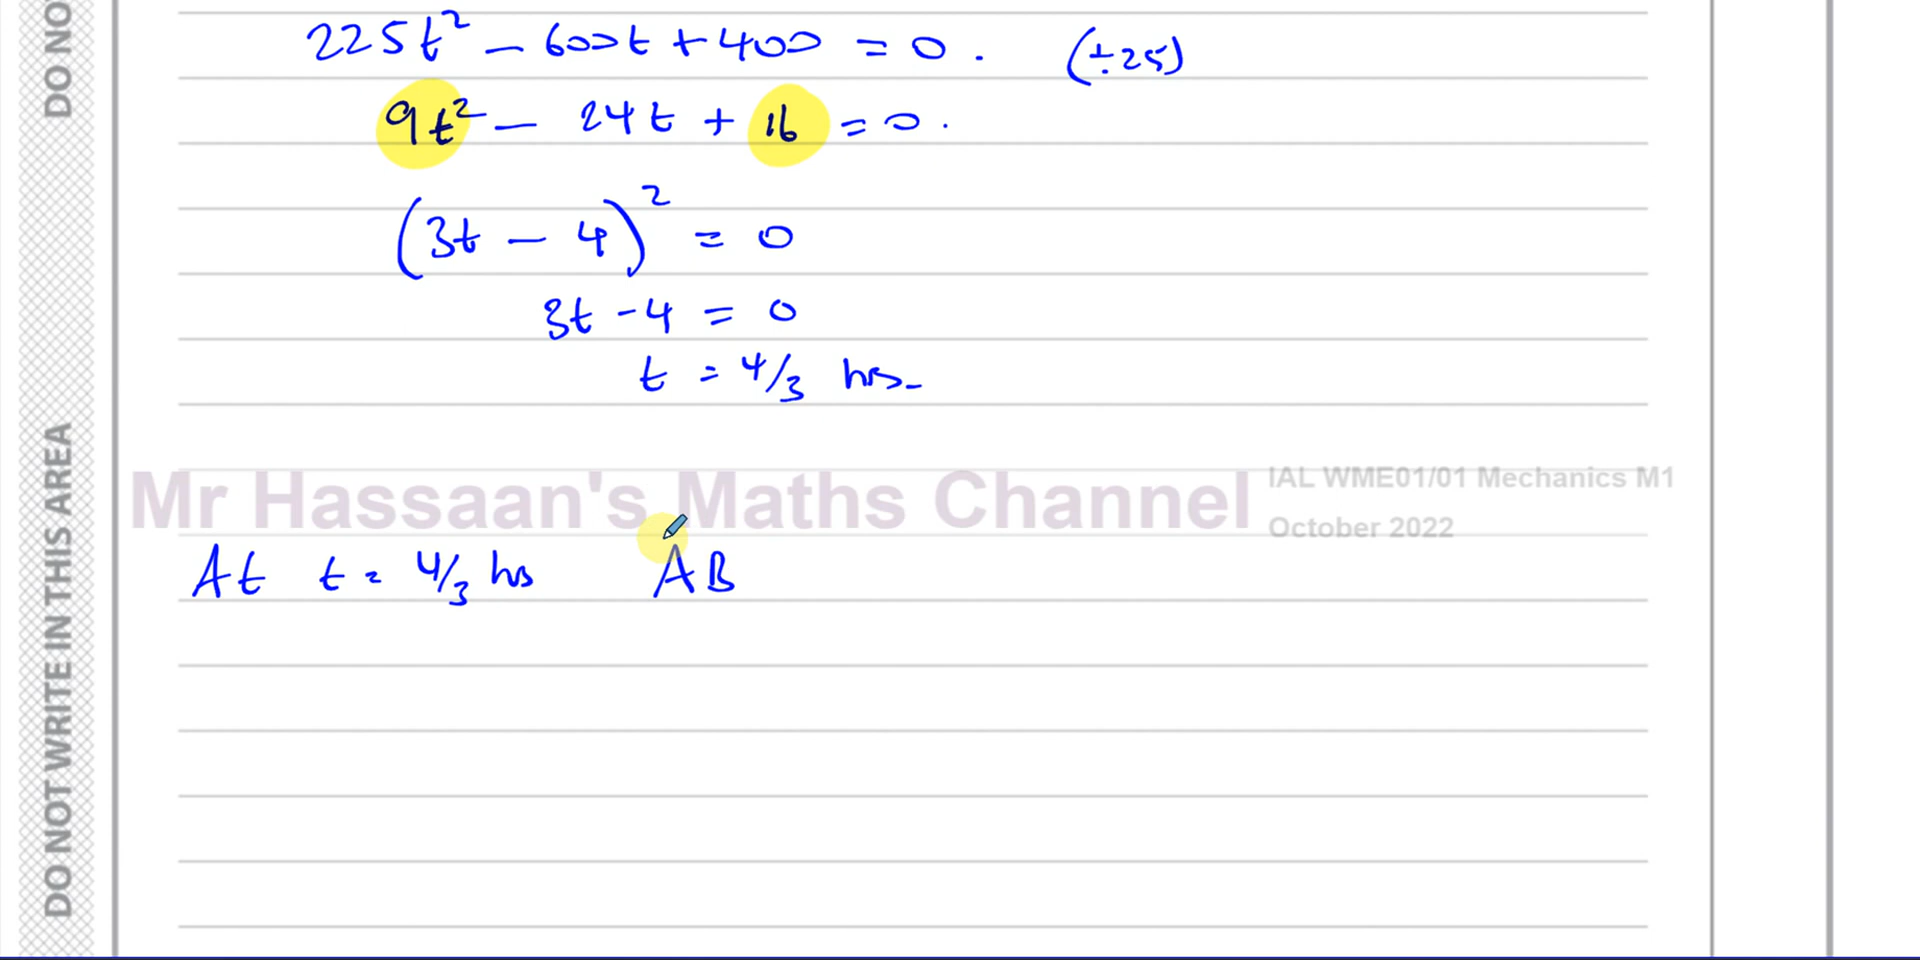 DO NO
225t² – 600t + 400 = 0. (÷25)
9t² – 24t + 16 = 0.
(3t – 4)² = 0
3t - 4 = 0
t = 4/3 hrs.
DO NOT WRITE IN THIS AREA
Mr Hassaan's Maths Channel
IAL WME01/01 Mechanics M1
October 2022
At t = 4/3 hrs AB